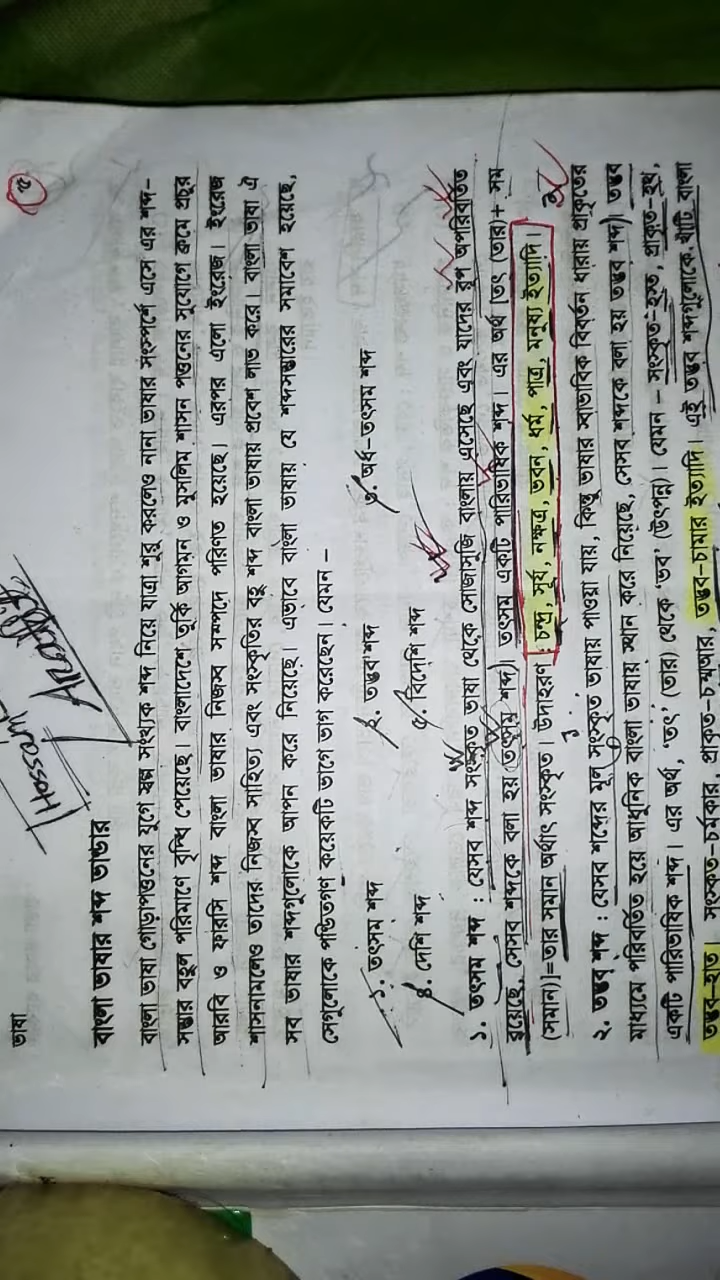 ভাষা
৫
Hossain
Arafat
বাংলা ভাষার শব্দ ভাণ্ডার
বাংলা ভাষা গোড়াপত্তনের যুগে স্বল্প সংখ্যক শব্দ নিয়ে যাত্রা শুরু করলেও নানা ভাষার সংস্পর্শে এসে এর শব্দ-
সম্ভার বহুল পরিমাণে বৃদ্ধি পেয়েছে। বাংলাদেশে তুর্কি আগমন ও মুসলিম শাসন পত্তনের সুযোগে ক্রমে প্রচুর
আরবি ও ফারসি শব্দ বাংলা ভাষার নিজস্ব সম্পদে পরিণত হয়েছে। এরপর এলো ইংরেজ। ইংরেজ
শাসনামলেও তাদের নিজস্ব সাহিত্য এবং সংস্কৃতির বহু শব্দ বাংলা ভাষায় প্রবেশ লাভ করে। বাংলা ভাষা ঐ
সব ভাষার শব্দগুলোকে আপন করে নিয়েছে। এভাবে বাংলা ভাষায় যে শব্দসম্ভারের সমাবেশ হয়েছে,
সেগুলোকে পণ্ডিতগণ কয়েকটি ভাগে ভাগ করেছেন। যেমন –
১. তৎসম শব্দ ২. তদ্ভব শব্দ ৩. অর্ধ-তৎসম শব্দ
৪. দেশি শব্দ ৫. বিদেশি শব্দ
১. তৎসম শব্দ : যেসব শব্দ সংস্কৃত ভাষা থেকে সোজাসুজি বাংলায় এসেছে এবং যাদের রূপ অপরিবর্তিত
রয়েছে, সেসব শব্দকে বলা হয় তৎসম শব্দ। তৎসম একটি পারিভাষিক শব্দ। এর অর্থ [তৎ (তার)+ সম
(সমান)]=তার সমান অর্থাৎ সংস্কৃত। উদাহরণ : চন্দ্র, সূর্য, নক্ষত্র, ভবন, ধর্ম, পাত্র, মনুষ্য ইত্যাদি।
২. তদ্ভব শব্দ : যেসব শব্দের মূল সংস্কৃত ভাষায় পাওয়া যায়, কিন্তু ভাষার স্বাভাবিক বিবর্তন ধারায় প্রাকৃতের
মাধ্যমে পরিবর্তিত হয়ে আধুনিক বাংলা ভাষায় স্থান করে নিয়েছে, সেসব শব্দকে বলা হয় তদ্ভব শব্দ। তদ্ভব
একটি পারিভাষিক শব্দ। এর অর্থ, 'তৎ' (তার) থেকে 'ভব' (উৎপন্ন)। যেমন – সংস্কৃত-হস্ত, প্রাকৃত-হত্থ,
তদ্ভব-হাত। সংস্কৃত-চর্মকার, প্রাকৃত-চম্মআর, তদ্ভব-চামার ইত্যাদি। এই তদ্ভব শব্দগুলোকে খাঁটি বাংলা